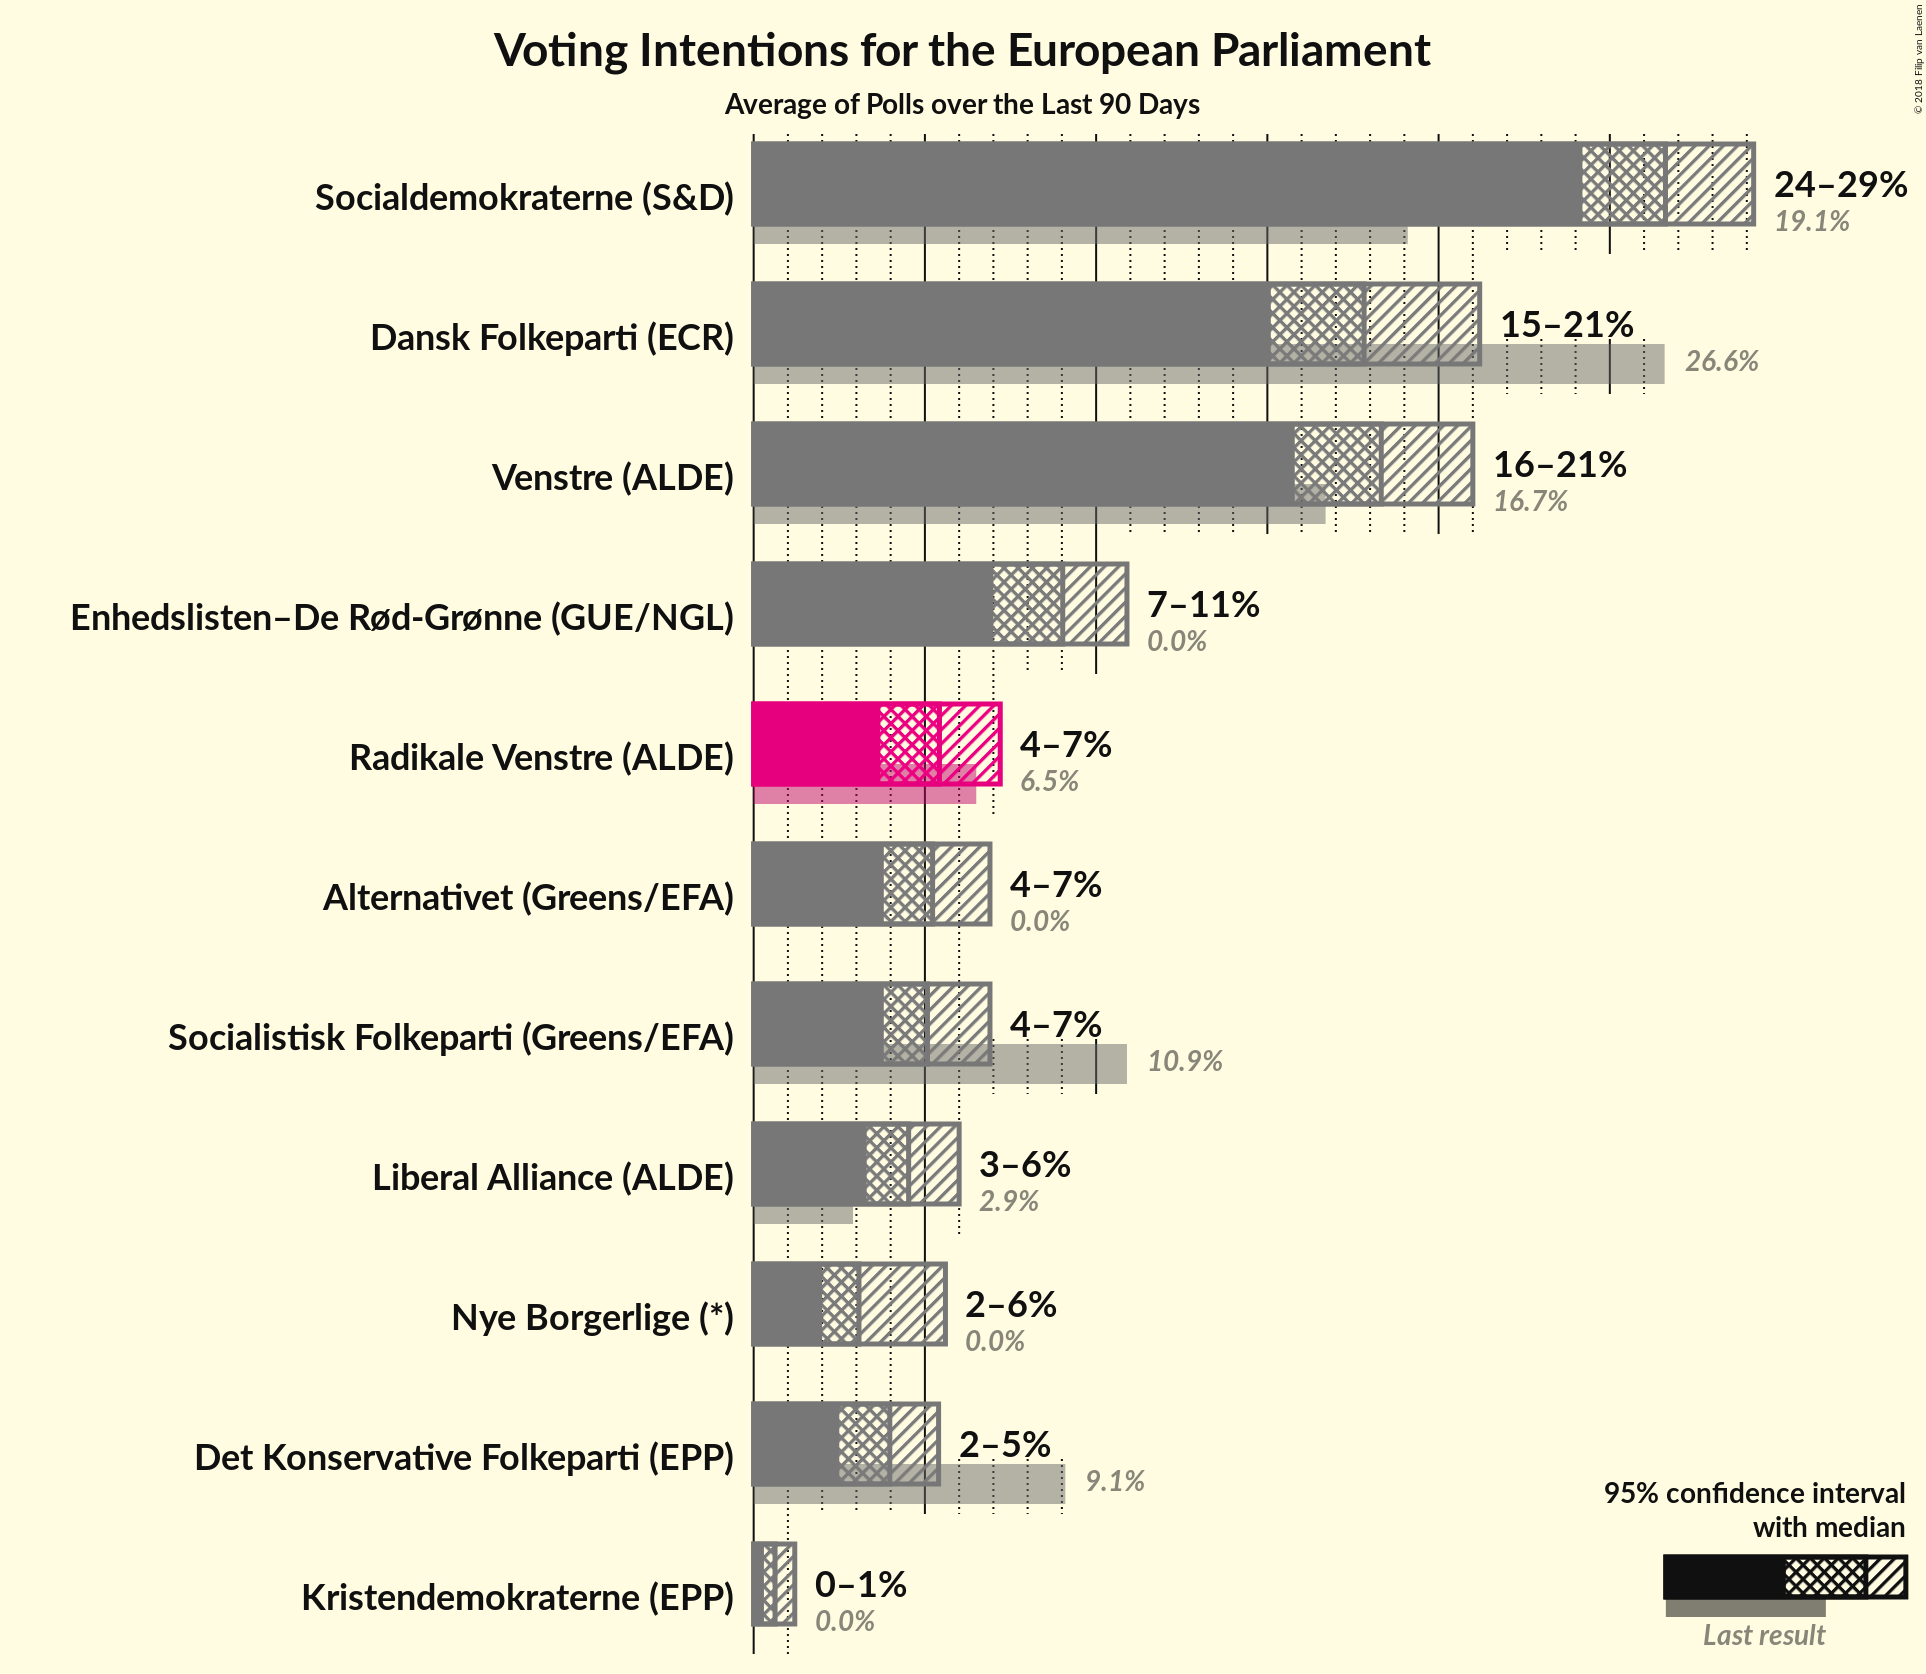 Voting Intentions for the European Parliament
Average of Polls over the Last 90 Days
© 2018 Filip van Laenen
Socialdemokraterne (S&D)
24–29%
19.1%
Dansk Folkeparti (ECR)
15–21%
26.6%
Venstre (ALDE)
16–21%
16.7%
Enhedslisten–De Rød-Grønne (GUE/NGL)
7–11%
0.0%
Radikale Venstre (ALDE)
4–7%
6.5%
Alternativet (Greens/EFA)
4–7%
0.0%
Socialistisk Folkeparti (Greens/EFA)
4–7%
10.9%
Liberal Alliance (ALDE)
3–6%
2.9%
Nye Borgerlige (*)
2–6%
0.0%
Det Konservative Folkeparti (EPP)
2–5%
9.1%
Kristendemokraterne (EPP)
0–1%
0.0%
95% confidence interval
with median
Last result